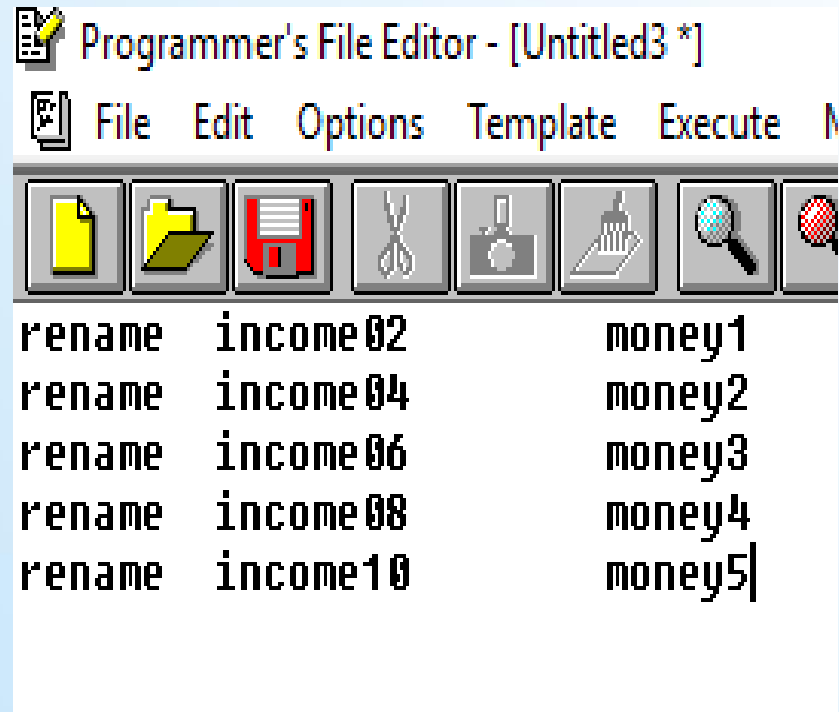 Programmer's File Editor - [Untitled3 *]
File Edit Options Template Execute
rename income02 money1
rename income04 money2
rename income06 money3
rename income08 money4
rename income10 money5